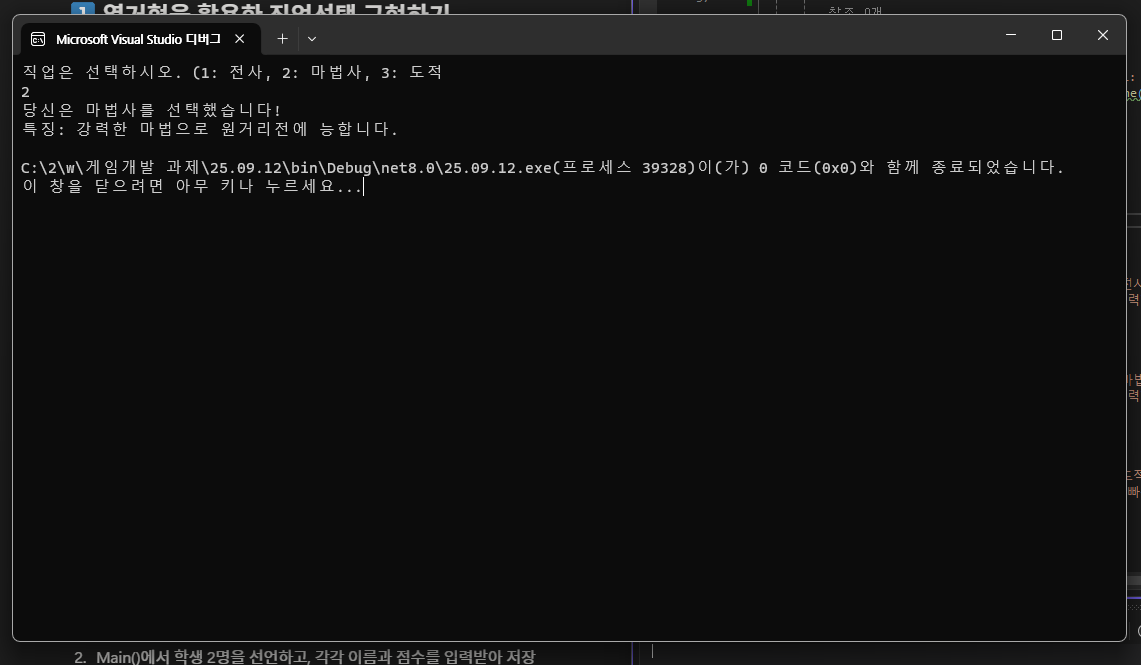 1 열거형을 활용한 직업선택 구현하기
참조 0개
Microsoft Visual Studio 디버그
직업은 선택하시오. (1: 전사, 2: 마법사, 3: 도적
2
당신은 마법사를 선택했습니다!
특징: 강력한 마법으로 원거리전에 능합니다.
C:\2\w\게임개발 과제\25.09.12\bin\Debug\net8.0\25.09.12.exe(프로세스 39328)이(가) 0 코드(0x0)와 함께 종료되었습니다.
이 창을 닫으려면 아무 키나 누르세요...
2. Main()에서 학생 2명을 선언하고, 각각 이름과 점수를 입력받아 저장